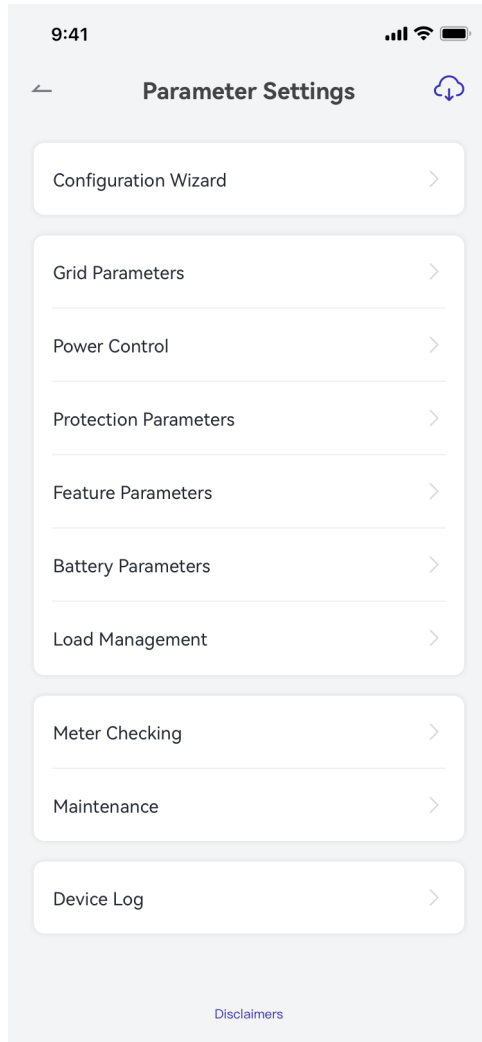 9:41
Parameter Settings
Configuration Wizard
Grid Parameters
Power Control
Protection Parameters
Feature Parameters
Battery Parameters
Load Management
Meter Checking
Maintenance
Device Log
Disclaimers